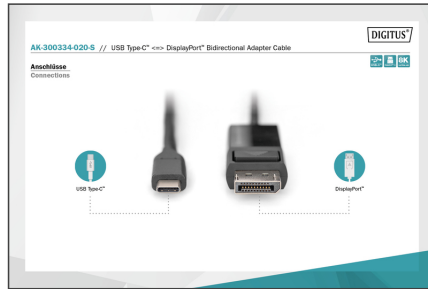 DIGITUS®
AK-300334-020-S // USB Type-C™ <=> DisplayPort™ Bidirectional Adapter Cable
Anschlüsse
Connections
8K
USB Type-C™
DisplayPort™